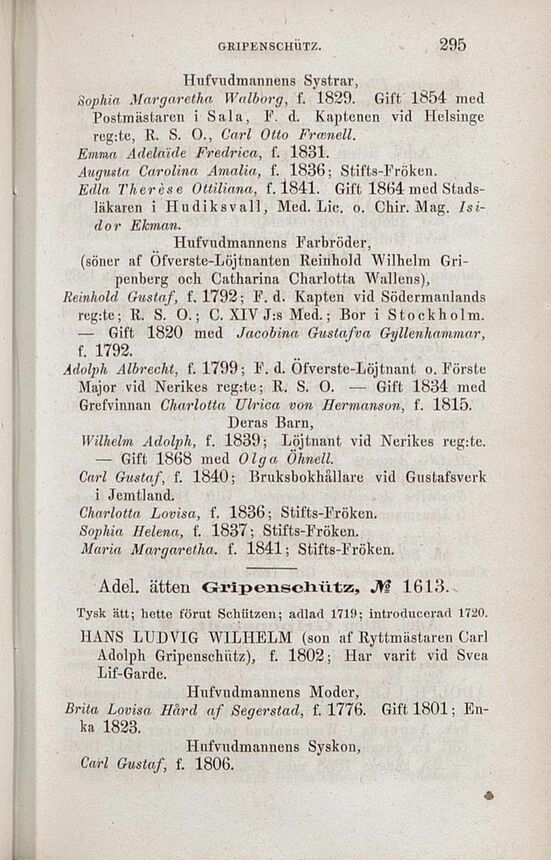 GRIPENSCHÜTZ. 295
Hufvudmannens Systrar,
Sophia Margaretha Walborg, f. 1829. Gift 1854 med
Postmästaren i Sala, F. d. Kaptenen vid Helsinge
reg:te, R. S. O., Carl Otto Frœnell.
Emma Adelaïde Fredrica, f. 1831.
Augusta Carolina Amalia, f. 1836; Stifts-Fröken.
Edla Therèse Ottiliana, f. 1841. Gift 1864 med Stads-
läkaren i Hudiksvall, Med. Lic. o. Chir. Mag. Isi-
dor Ekman.
Hufvudmannens Farbröder,
(söner af Öfverste-Löjtnanten Reinhold Wilhelm Gri-
penberg och Catharina Charlotta Wallens),
Reinhold Gustaf, f. 1792; F. d. Kapten vid Södermanlands
reg:te; R. S. O.; C. XIV J:s Med.; Bor i Stockholm.
— Gift 1820 med Jacobina Gustafva Gyllenhammar,
f. 1792.
Adolph Albrecht, f. 1799; F. d. Öfverste-Löjtnant o. Förste
Major vid Nerikes reg:te; R. S. O. — Gift 1834 med
Grefvinnan Charlotta Ulrica von Hermanson, f. 1815.
Deras Barn,
Wilhelm Adolph, f. 1839; Löjtnant vid Nerikes reg:te.
— Gift 1868 med Olga Öhnell.
Carl Gustaf, f. 1840; Bruksbokhållare vid Gustafsverk
i Jemtland.
Charlotta Lovisa, f. 1836; Stifts-Fröken.
Sophia Helena, f. 1837; Stifts-Fröken.
Maria Margaretha. f. 1841; Stifts-Fröken.
Adel. ätten Gripenschütz, № 1613.
Tysk ätt; hette förut Schützen; adlad 1719; introducerad 1720.
HANS LUDVIG WILHELM (son af Ryttmästaren Carl
Adolph Gripenschütz), f. 1802; Har varit vid Svea
Lif-Garde.
Hufvudmannens Moder,
Brita Lovisa Hård af Segerstad, f. 1776. Gift 1801; En-
ka 1823.
Hufvudmannens Syskon,
Carl Gustaf, f. 1806.